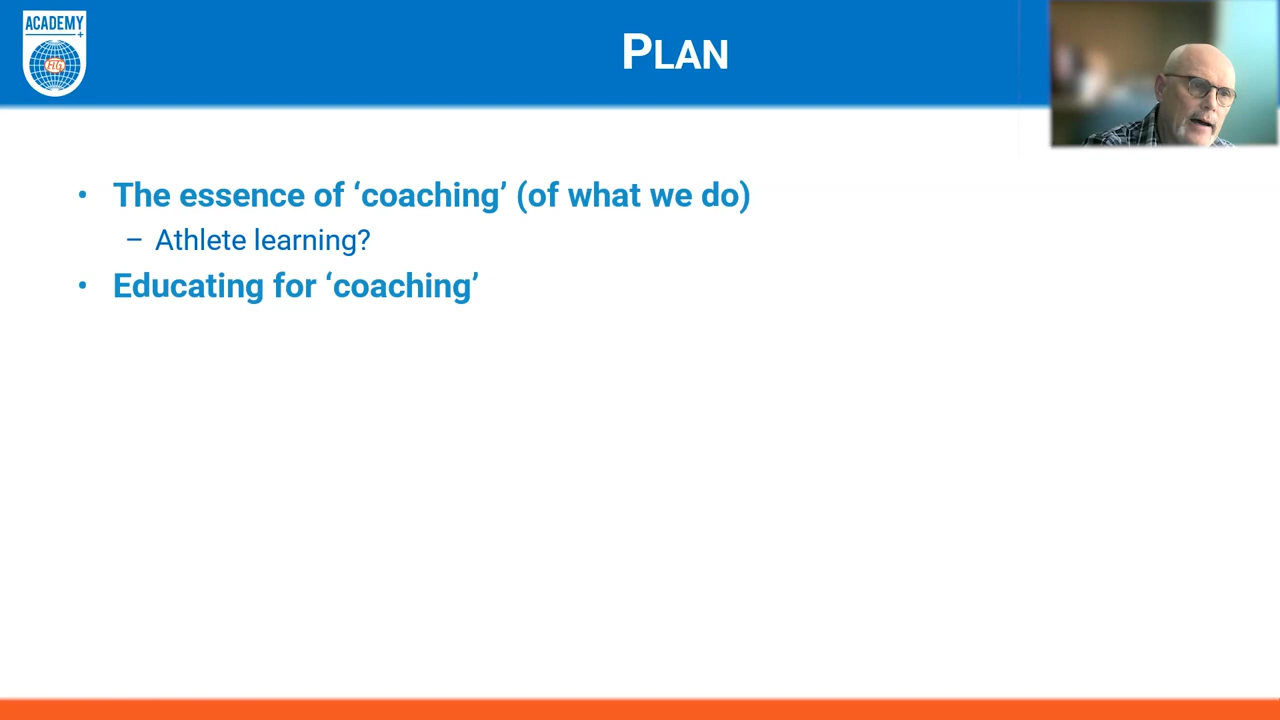 ACADEMY
+
FIG
PLAN
• The essence of ‘coaching’ (of what we do)
– Athlete learning?
• Educating for ‘coaching’